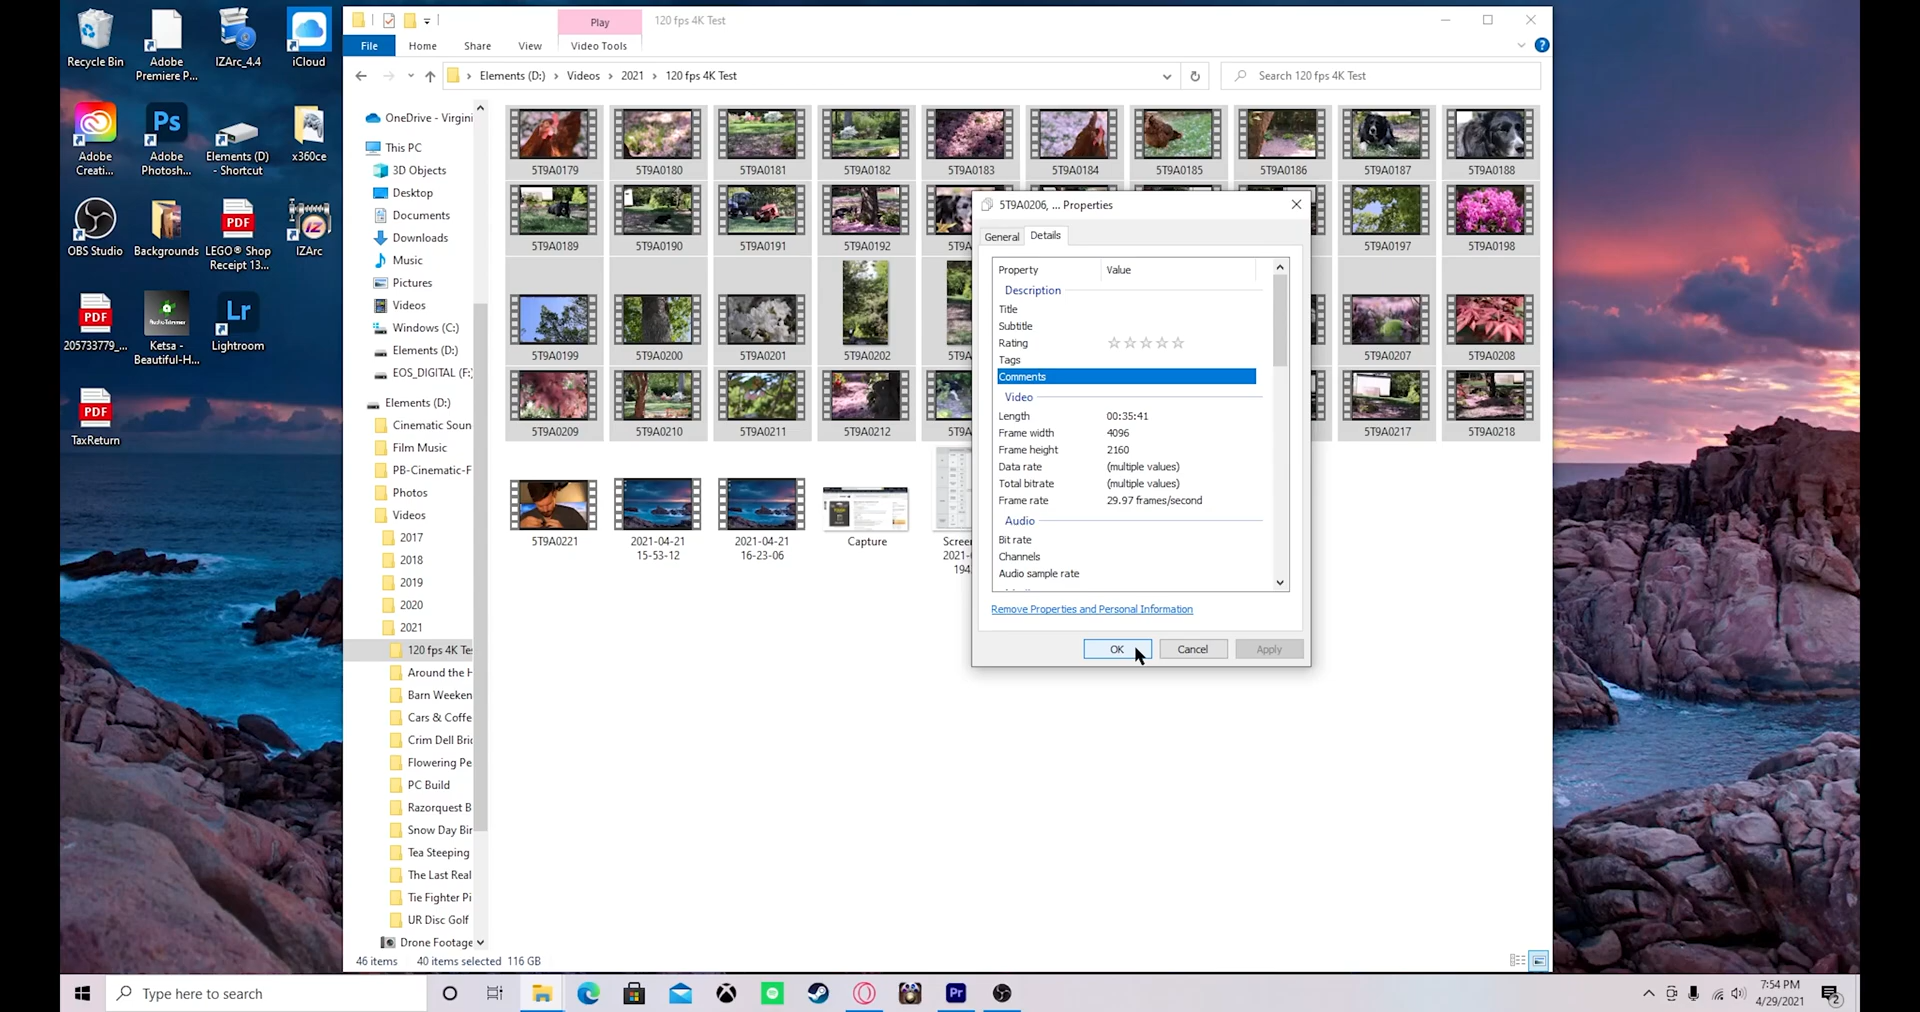 Recycle Bin
Adobe Premiere P...
IZArc_4.4
iCloud
Adobe Creati...
Adobe Photosh...
Elements (D) - Shortcut
x360ce
OBS Studio
Backgrounds
LEGO® Shop Receipt 13...
IZArc
205733779_...
Ketsa - Beautiful-H...
Lightroom
TaxReturn
Play
120 fps 4K Test
File
Home
Share
View
Video Tools
Elements (D:) > Videos > 2021 > 120 fps 4K Test
Search 120 fps 4K Test
OneDrive - Virgini
This PC
3D Objects
Desktop
Documents
Downloads
Music
Pictures
Videos
Windows (C:)
Elements (D:)
EOS_DIGITAL (F:)
Elements (D:)
Cinematic Soun
Film Music
PB-Cinematic-F
Photos
Videos
2017
2018
2019
2020
2021
120 fps 4K Te
Around the H
Barn Weeken
Cars & Coffe
Crim Dell Bri
Flowering Pe
PC Build
Razorquest B
Snow Day Bir
Tea Steeping
The Last Real
Tie Fighter Pi
UR Disc Golf
Drone Footage
5T9A0179 5T9A0180 5T9A0181 5T9A0182 5T9A0183 5T9A0184 5T9A0185 5T9A0186 5T9A0187 5T9A0188
5T9A0189 5T9A0190 5T9A0191 5T9A0192 5T9A 5T9A0197 5T9A0198
5T9A0199 5T9A0200 5T9A0201 5T9A0202 5T9A 5T9A0207 5T9A0208
5T9A0209 5T9A0210 5T9A0211 5T9A0212 5T9A 5T9A0217 5T9A0218
5T9A0221
2021-04-21 15-53-12
2021-04-21 16-23-06
Capture
Screer
2021-
194
5T9A0206, ... Properties
General
Details
Property Value
Description
Title
Subtitle
Rating
Tags
Comments
Video
Length 00:35:41
Frame width 4096
Frame height 2160
Data rate (multiple values)
Total bitrate (multiple values)
Frame rate 29.97 frames/second
Audio
Bit rate
Channels
Audio sample rate
Remove Properties and Personal Information
OK
Cancel
Apply
46 items 40 items selected 116 GB
Type here to search
7:54 PM
4/29/2021
2